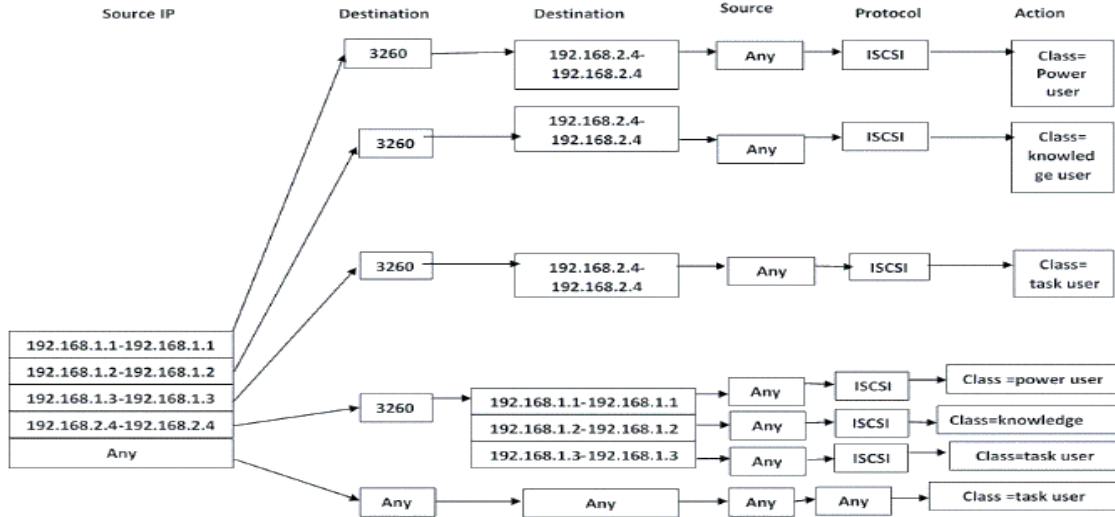 Source IP
Destination
Destination
Source
Protocol
Action
3260
192.168.2.4-
192.168.2.4
Any
ISCSI
Class=
Power
user
3260
192.168.2.4-
192.168.2.4
Any
ISCSI
Class=
knowled
ge user
3260
192.168.2.4-
192.168.2.4
Any
ISCSI
Class=
task user
192.168.1.1-192.168.1.1
192.168.1.2-192.168.1.2
192.168.1.3-192.168.1.3
192.168.2.4-192.168.2.4
Any
3260
192.168.1.1-192.168.1.1
192.168.1.2-192.168.1.2
192.168.1.3-192.168.1.3
Any
ISCSI
Class =power user
Any
ISCSI
Class=knowledge
Any
ISCSI
Class=task user
Any
Any
Any
Any
Class =task user